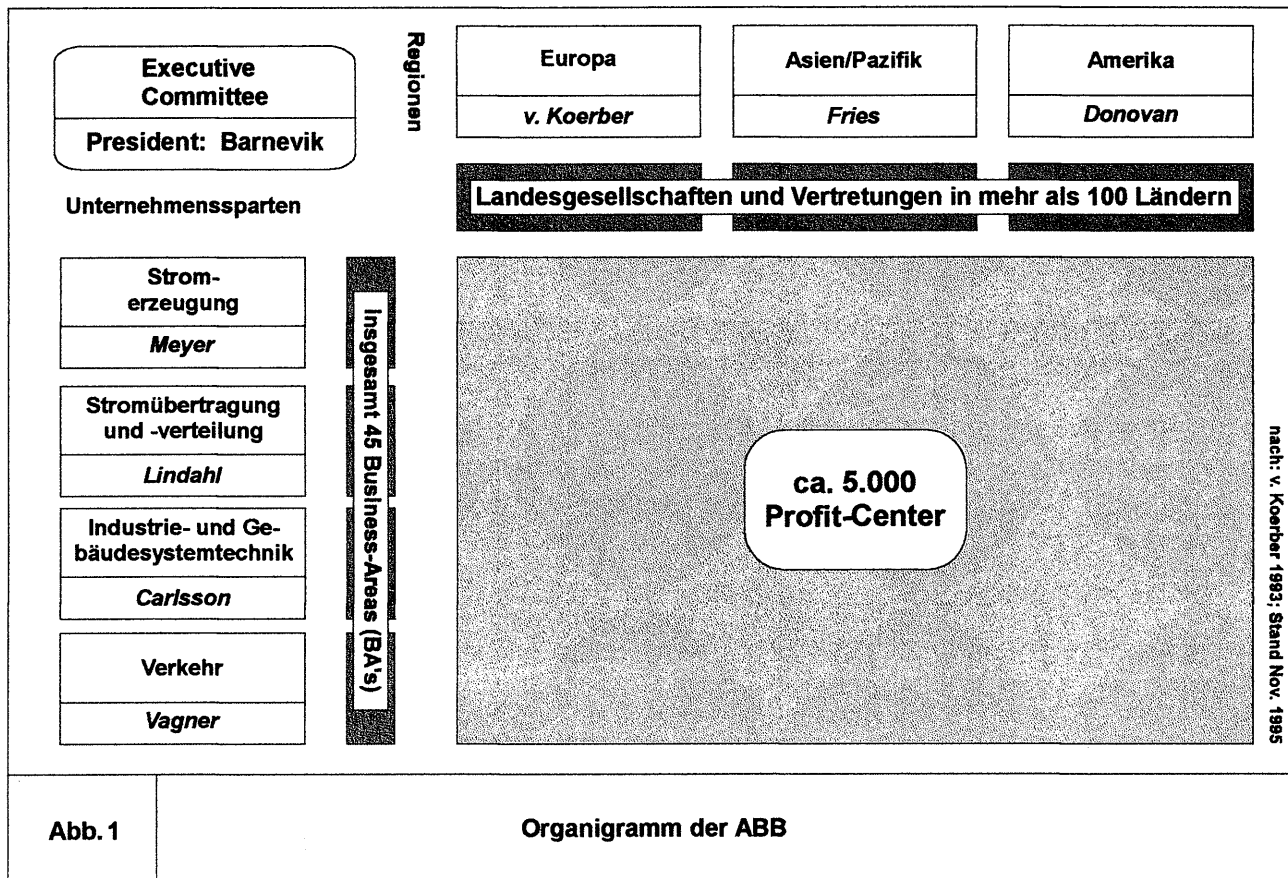 Executive
Committee
President: Barnevik
Regionen
Europa
v. Koerber
Asien/Pazifik
Fries
Amerika
Donovan
Landesgesellschaften und Vertretungen in mehr als 100 Ländern
Unternehmenssparten
Strom-
erzeugung
Meyer
Stromübertragung
und -verteilung
Lindahl
Industrie- und Ge-
bäudesystemtechnik
Carlsson
Verkehr
Vagner
Insgesamt 45 Business-Areas (BA's)
ca. 5.000
Profit-Center
nach: v. Koerber 1993; Stand Nov. 1995
Abb. 1
Organigramm der ABB